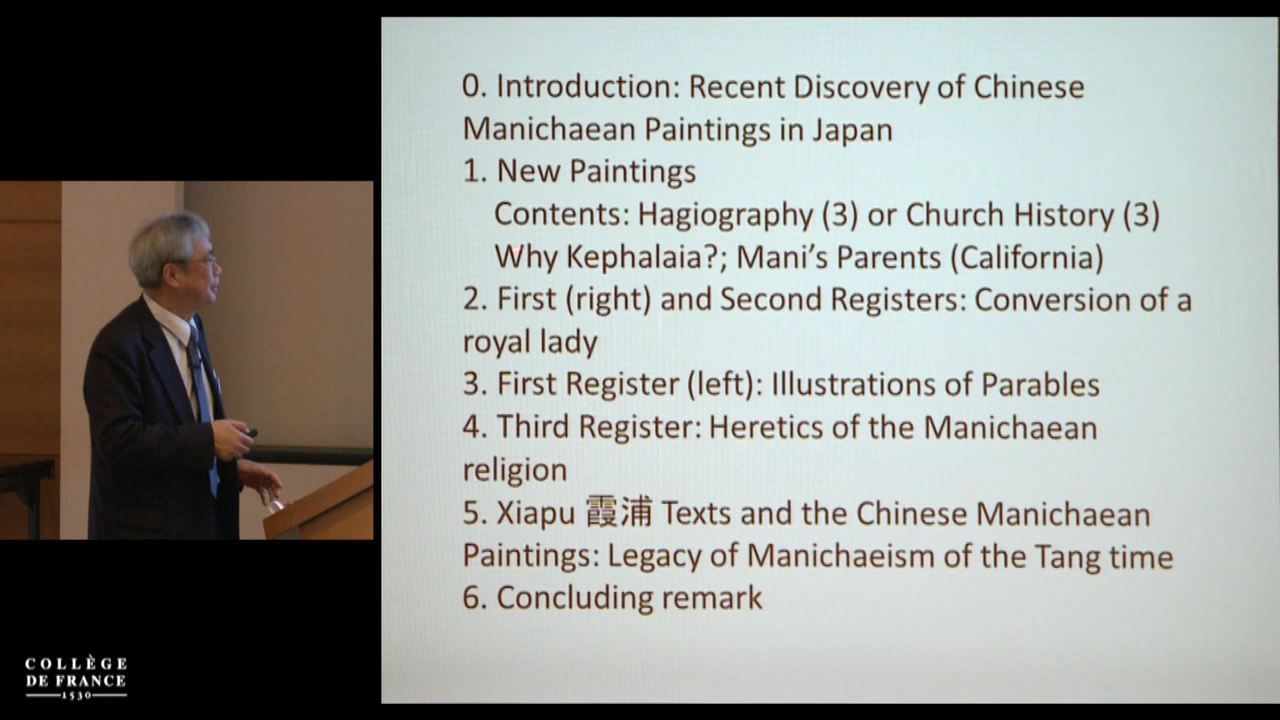 0. Introduction: Recent Discovery of Chinese
Manichaean Paintings in Japan
1. New Paintings
Contents: Hagiography (3) or Church History (3)
Why Kephalaia?; Mani's Parents (California)
2. First (right) and Second Registers: Conversion of a
royal lady
3. First Register (left): Illustrations of Parables
4. Third Register: Heretics of the Manichaean
religion
5. Xiapu 霞浦 Texts and the Chinese Manichaean
Paintings: Legacy of Manichaeism of the Tang time
6. Concluding remark
COLLÈGE
DE FRANCE
1530